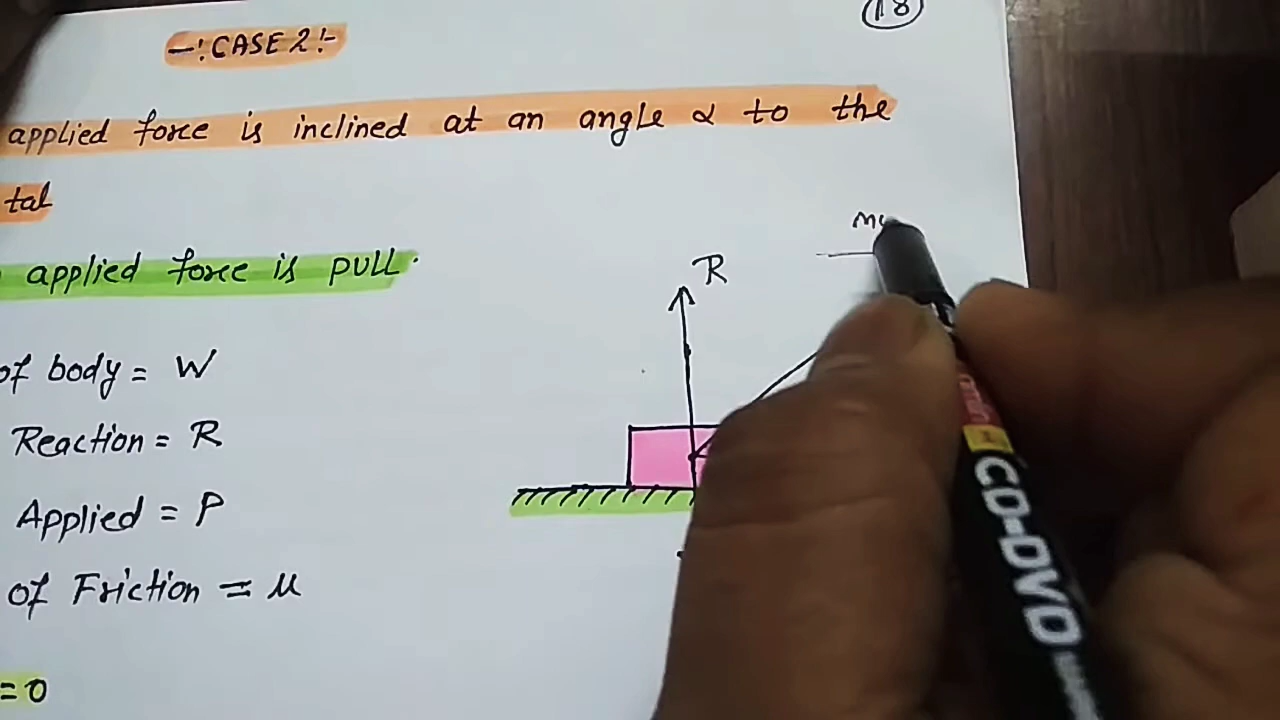 18
-:CASE 2:-
applied force is inclined at an angle α to the
tal
applied force is PULL.
R
of body = W
Reaction = R
Applied = P
of Friction = μ
=0
CD-DVD